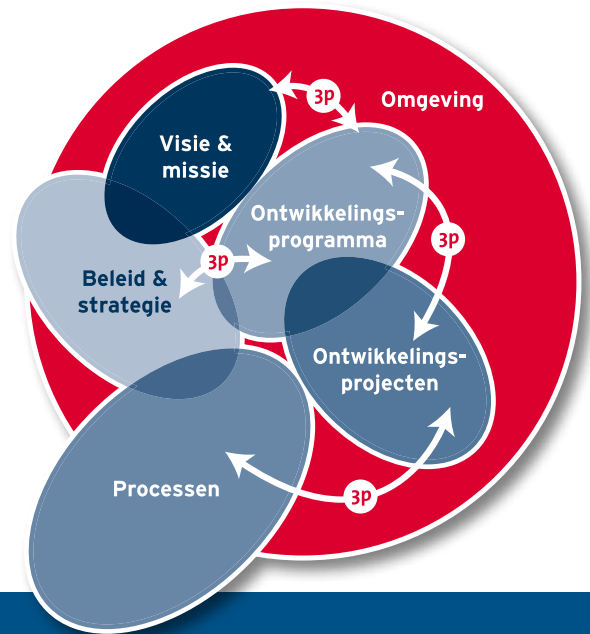 3p
Omgeving
Visie &
missie
Ontwikkelings-
programma
3p
3p
Beleid &
strategie
Ontwikkelings-
projecten
Processen
3p